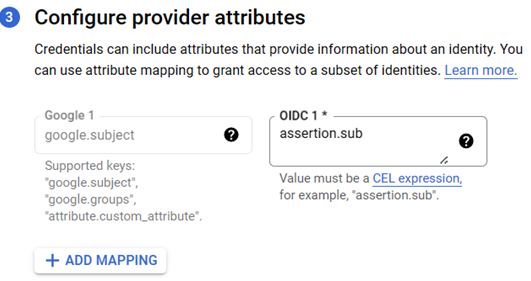 3 Configure provider attributes
Credentials can include attributes that provide information about an identity. You
can use attribute mapping to grant access to a subset of identities. Learn more.
Google 1
google.subject
?
OIDC 1 *
assertion.sub
?
Supported keys:
"google.subject",
"google.groups",
"attribute.custom_attribute".
Value must be a CEL expression,
for example, "assertion.sub".
+ ADD MAPPING